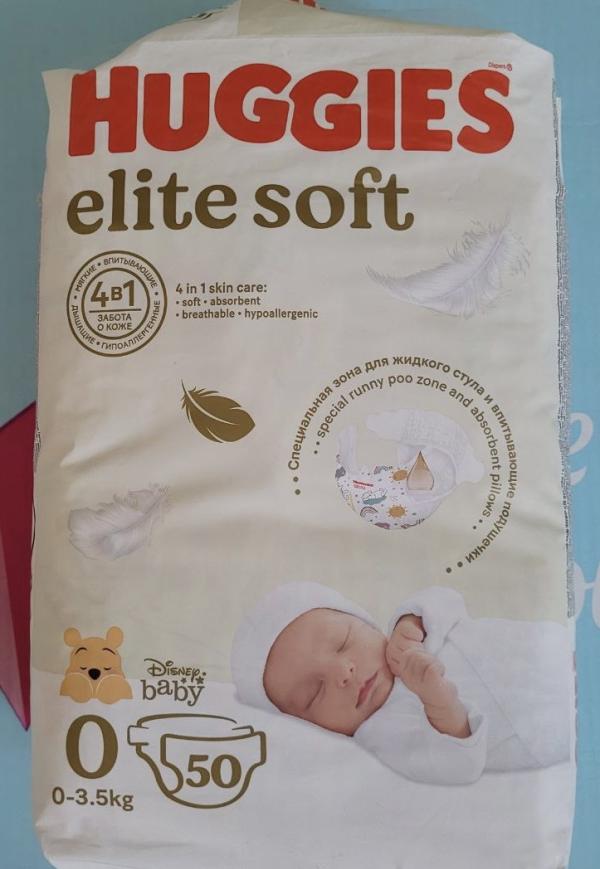 Diapers
HUGGIES
elite soft
МЯГКИЕ • ВПИТЫВАЮЩИЕ •
ДЫШАЩИЕ • ГИПОАЛЛЕРГЕННЫЕ
4в1
ЗАБОТА
О КОЖЕ
4 in 1 skin care:
• soft • absorbent
• breathable • hypoallergenic
•• Специальная зона для жидкого стула и впитывающие подушечки ••
•• special runny poo zone and absorbent pillows ••
Disney
baby
0
50
0-3.5kg